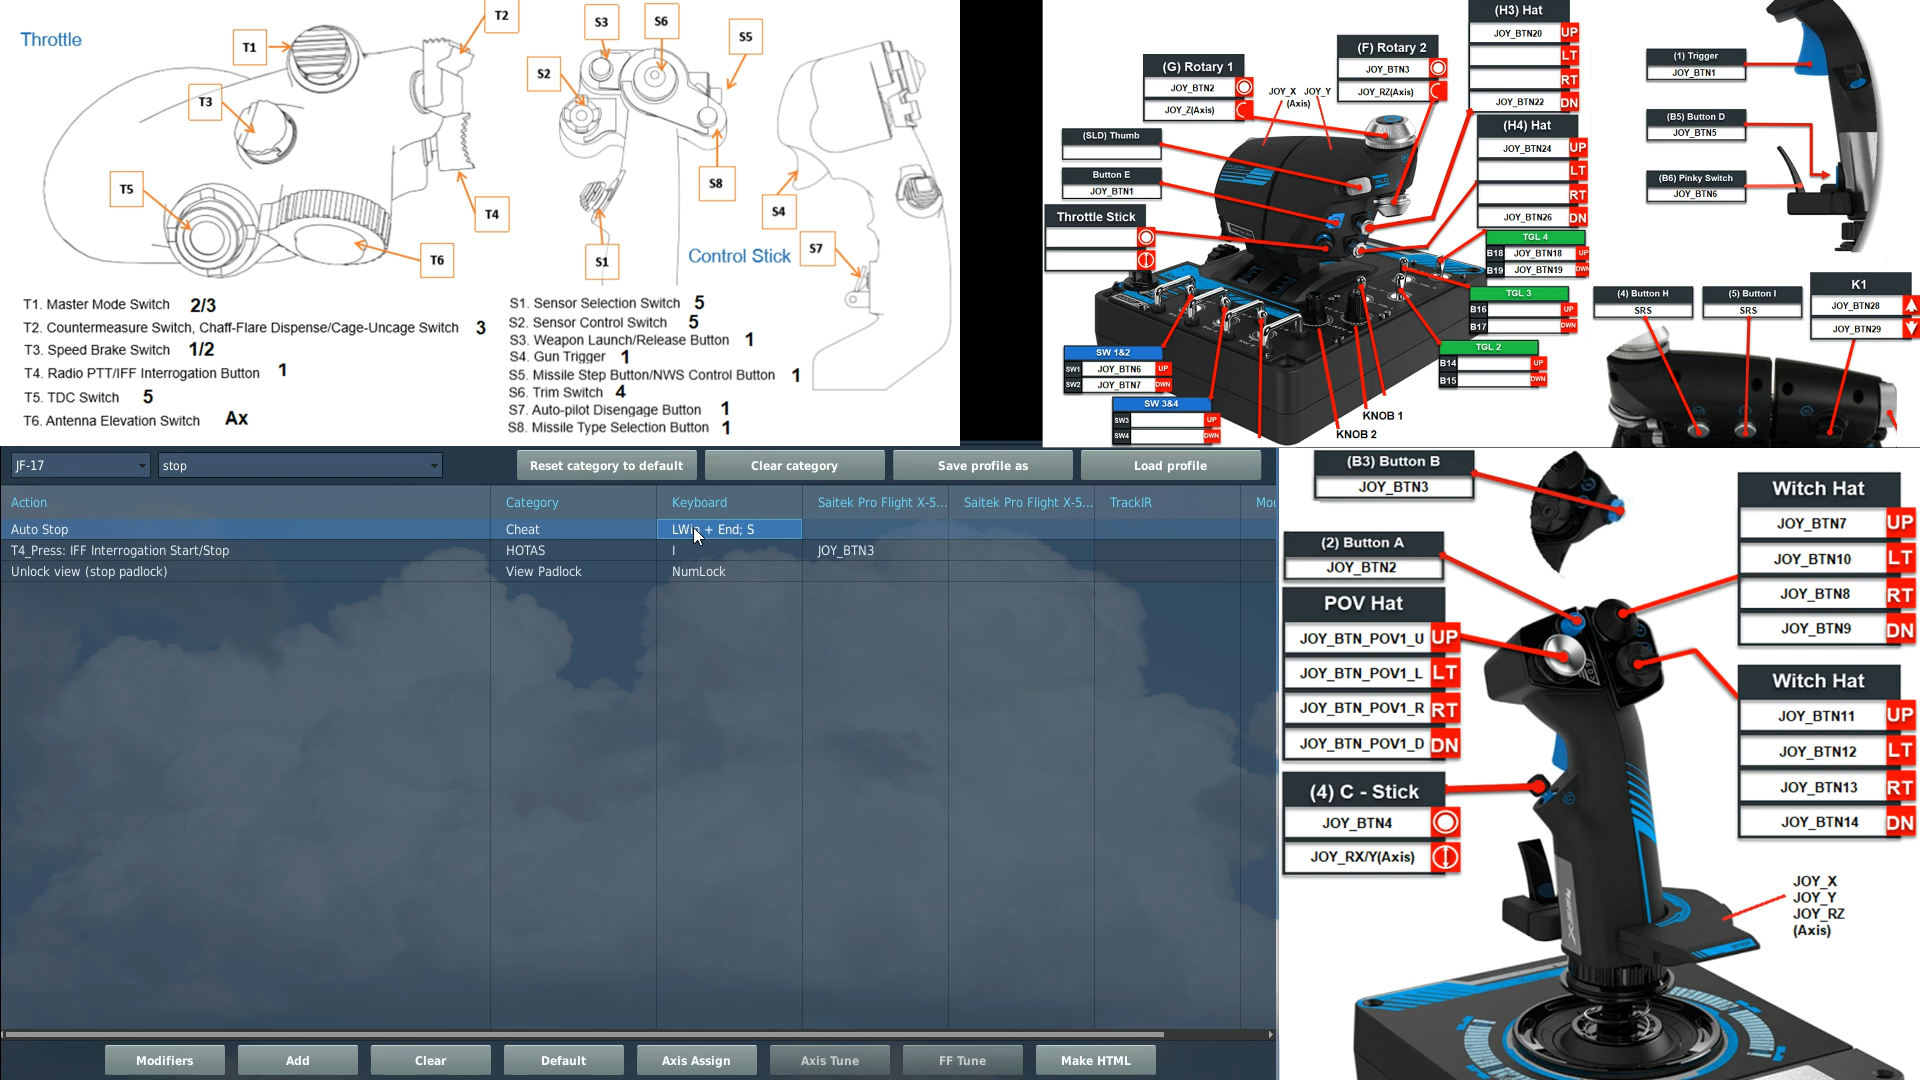 Throttle
T1
T2
T3
T5
T4
T6
T1. Master Mode Switch 2/3
T2. Countermeasure Switch, Chaff-Flare Dispense/Cage-Uncage Switch 3
T3. Speed Brake Switch 1/2
T4. Radio PTT/IFF Interrogation Button 1
T5. TDC Switch 5
T6. Antenna Elevation Switch Ax
S3
S6
S5
S2
S8
S4
S7
S1
Control Stick
S1. Sensor Selection Switch 5
S2. Sensor Control Switch 5
S3. Weapon Launch/Release Button 1
S4. Gun Trigger 1
S5. Missile Step Button/NWS Control Button 1
S6. Trim Switch 4
S7. Auto-pilot Disengage Button 1
S8. Missile Type Selection Button 1
(G) Rotary 1
JOY_BTN2
JOY_Z(Axis)
(F) Rotary 2
JOY_BTN3
JOY_RZ(Axis)
JOY_X JOY_Y
(Axis)
(H3) Hat
JOY_BTN20 UP
LT
RT
JOY_BTN22 DN
(H4) Hat
JOY_BTN24 UP
LT
RT
JOY_BTN26 DN
(SLD) Thumb
Button E
JOY_BTN1
Throttle Stick
TGL 4
B18 JOY_BTN18 UP
B19 JOY_BTN19 DWN
TGL 3
B16 UP
B17 DWN
TGL 2
B14 UP
B15 DWN
SW 1&2
SW1 JOY_BTN6 UP
SW2 JOY_BTN7 DWN
SW 3&4
SW3 UP
SW4 DWN
KNOB 1
KNOB 2
(1) Trigger
JOY_BTN1
(B5) Button D
JOY_BTN5
(B6) Pinky Switch
JOY_BTN6
(4) Button H
SRS
(5) Button I
SRS
K1
JOY_BTN28
JOY_BTN29
JF-17
stop
Reset category to default
Clear category
Save profile as
Load profile
Action Category Keyboard Saitek Pro Flight X-5... Saitek Pro Flight X-5... TrackIR Mou
Auto Stop Cheat LWin + End; S
T4_Press: IFF Interrogation Start/Stop HOTAS I JOY_BTN3
Unlock view (stop padlock) View Padlock NumLock
Modifiers
Add
Clear
Default
Axis Assign
Axis Tune
FF Tune
Make HTML
(B3) Button B
JOY_BTN3
(2) Button A
JOY_BTN2
POV Hat
JOY_BTN_POV1_U UP
JOY_BTN_POV1_L LT
JOY_BTN_POV1_R RT
JOY_BTN_POV1_D DN
(4) C - Stick
JOY_BTN4
JOY_RX/Y(Axis)
Witch Hat
JOY_BTN7 UP
JOY_BTN10 LT
JOY_BTN8 RT
JOY_BTN9 DN
Witch Hat
JOY_BTN11 UP
JOY_BTN12 LT
JOY_BTN13 RT
JOY_BTN14 DN
JOY_X
JOY_Y
JOY_RZ
(Axis)